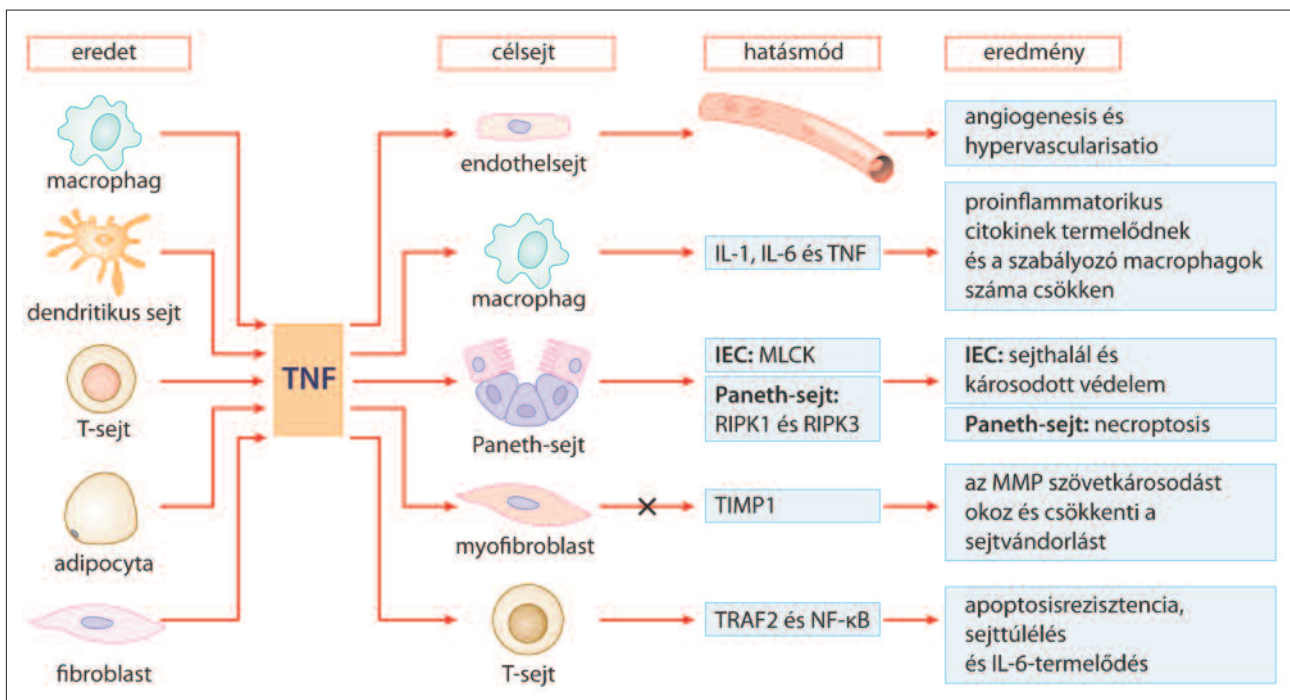 eredet
célsejt
hatásmód
eredmény
macrophag
dendritikus sejt
T-sejt
adipocyta
fibroblast
TNF
endothelsejt
angiogenesis és
hypervascularisatio
macrophag
IL-1, IL-6 és TNF
proinflammatorikus
citokinek termelődnek
és a szabályozó macrophagok
száma csökken
Paneth-sejt
IEC: MLCK
Paneth-sejt:
RIPK1 és RIPK3
IEC: sejthalál és
károsodott védelem
Paneth-sejt: necroptosis
myofibroblast
TIMP1
az MMP szövetkárosodást
okoz és csökkenti a
sejtvándorlást
T-sejt
TRAF2 és NF-κB
apoptosisrezisztencia,
sejttúlélés
és IL-6-termelődés